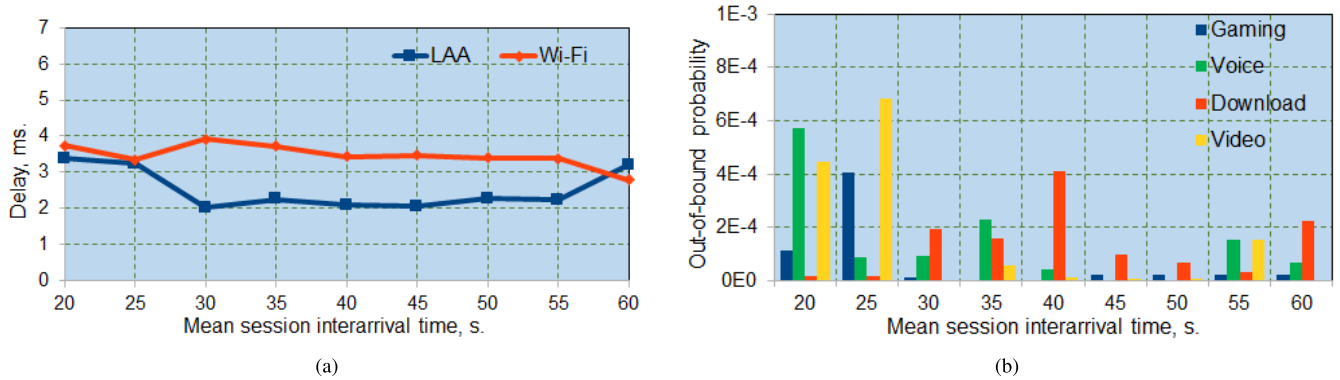 7
6
5
4
3
2
1
0
Delay, ms.
LAA
Wi-Fi
20 25 30 35 40 45 50 55 60
Mean session interarrival time, s.
(a)
1E-3
8E-4
6E-4
4E-4
2E-4
0E0
Out-of-bound probability
Gaming
Voice
Download
Video
20 25 30 35 40 45 50 55 60
Mean session interarrival time, s.
(b)